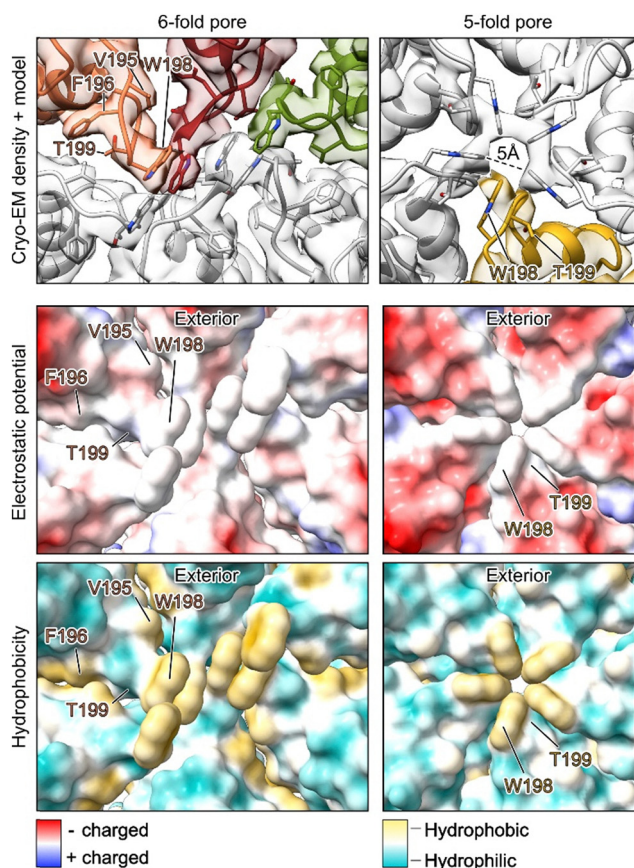 6-fold pore
5-fold pore
Cryo-EM density + model
V195
W198
F196
T199
5Å
W198
T199
Electrostatic potential
Exterior
V195
W198
F196
T199
Exterior
T199
W198
Hydrophobicity
Exterior
V195
W198
F196
T199
Exterior
T199
W198
- charged
+ charged
Hydrophobic
Hydrophilic